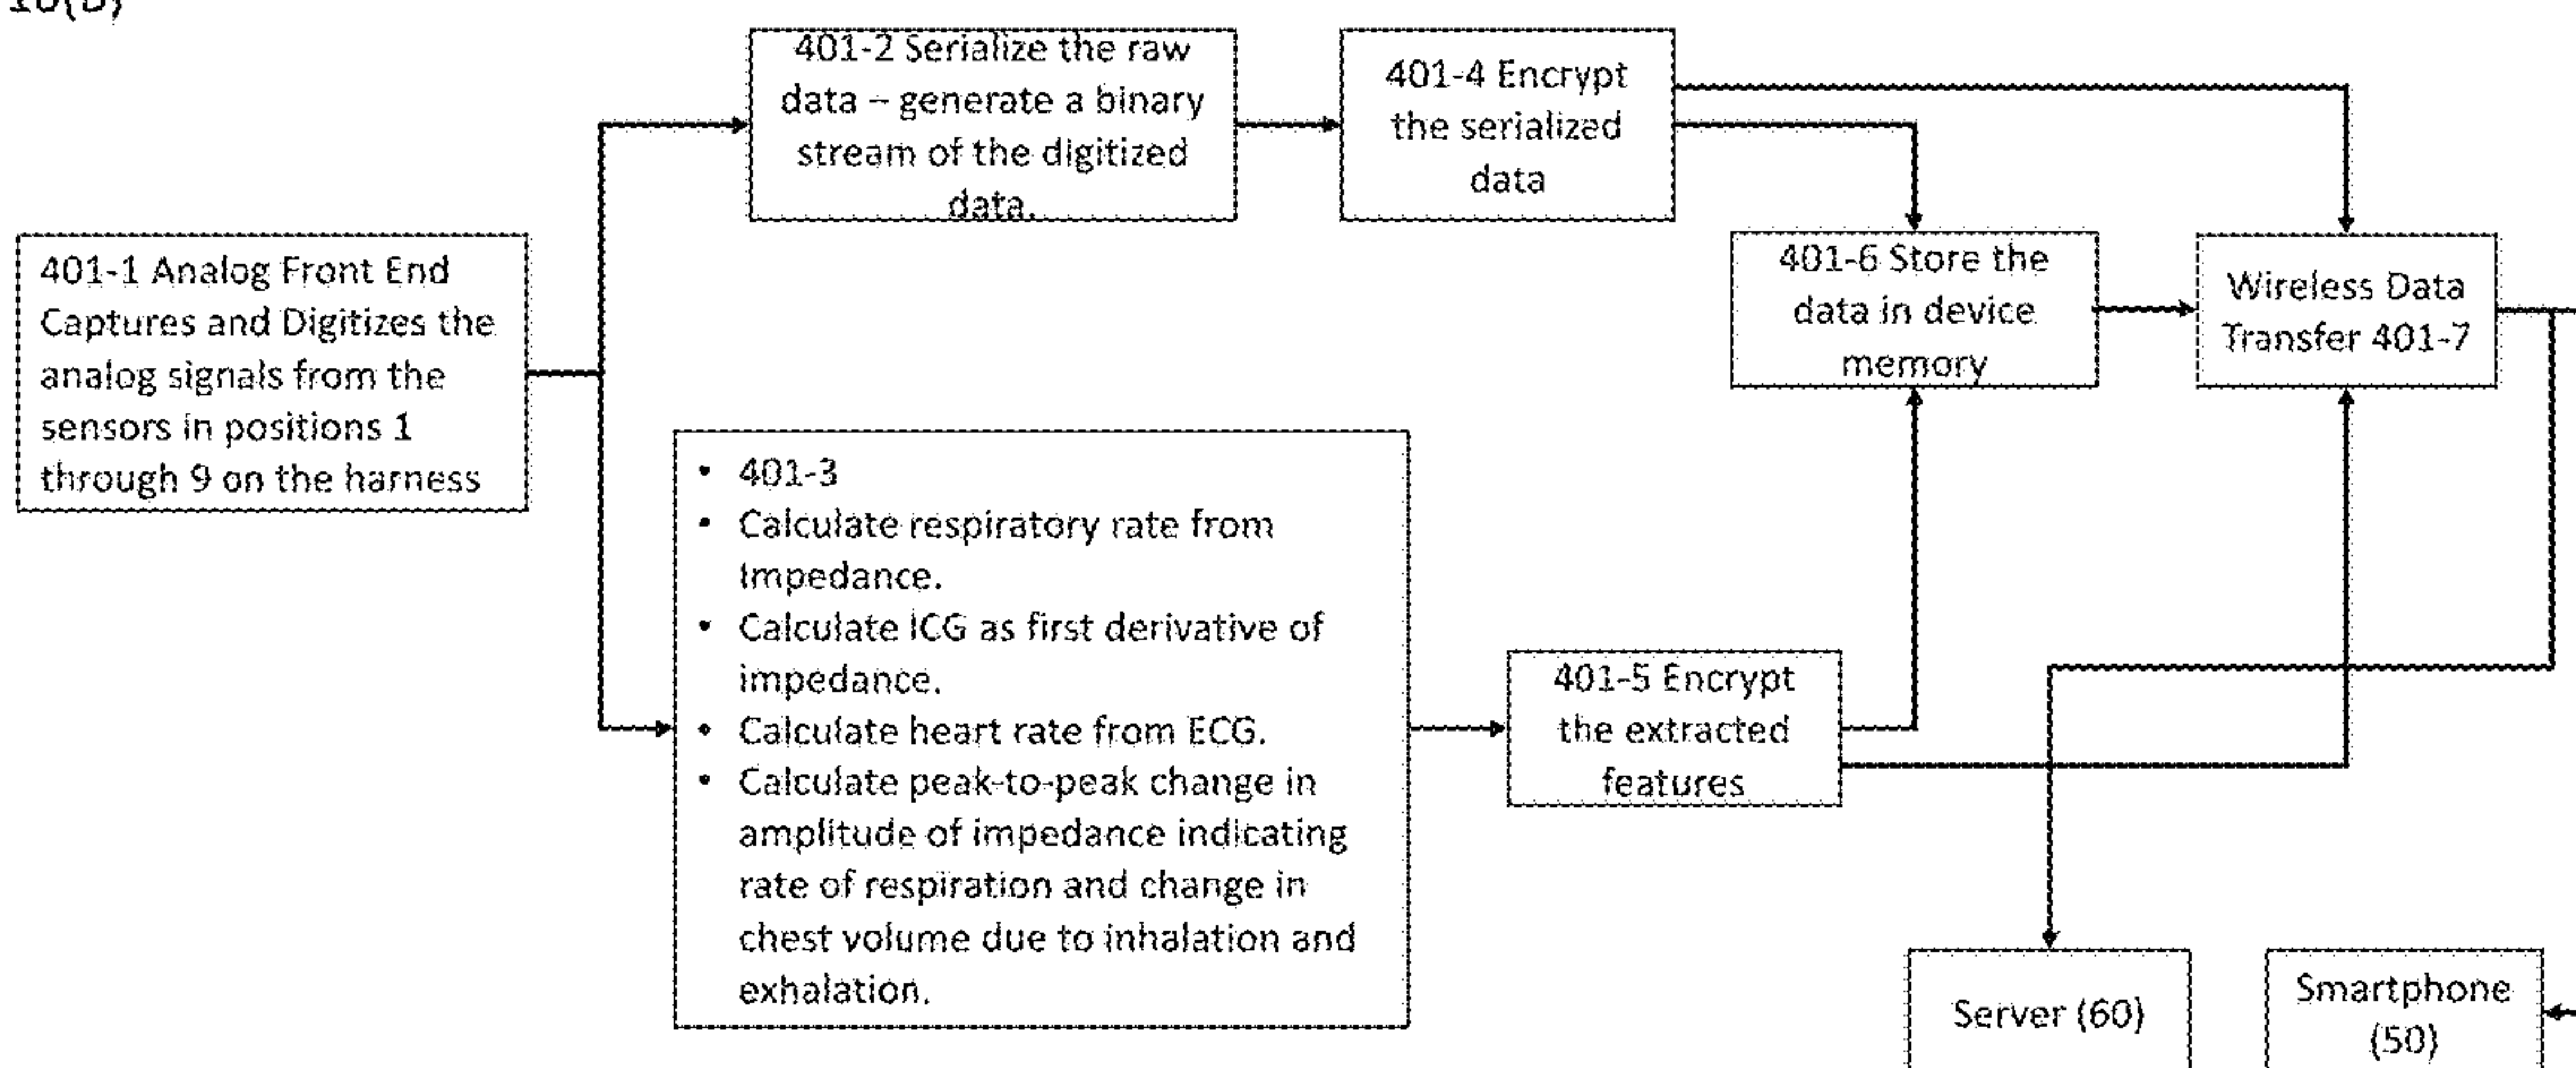 401-2 Serialize the raw
data – generate a binary
stream of the digitized
data.
401-4 Encrypt
the serialized
data
401-1 Analog Front End
Captures and Digitizes the
analog signals from the
sensors in positions 1
through 9 on the harness
401-6 Store the
data in device
memory
Wireless Data
Transfer 401-7
• 401-3
• Calculate respiratory rate from
Impedance.
• Calculate ICG as first derivative of
impedance.
• Calculate heart rate from ECG.
• Calculate peak-to-peak change in
amplitude of impedance indicating
rate of respiration and change in
chest volume due to inhalation and
exhalation.
401-5 Encrypt
the extracted
features
Server (60)
Smartphone
(50)